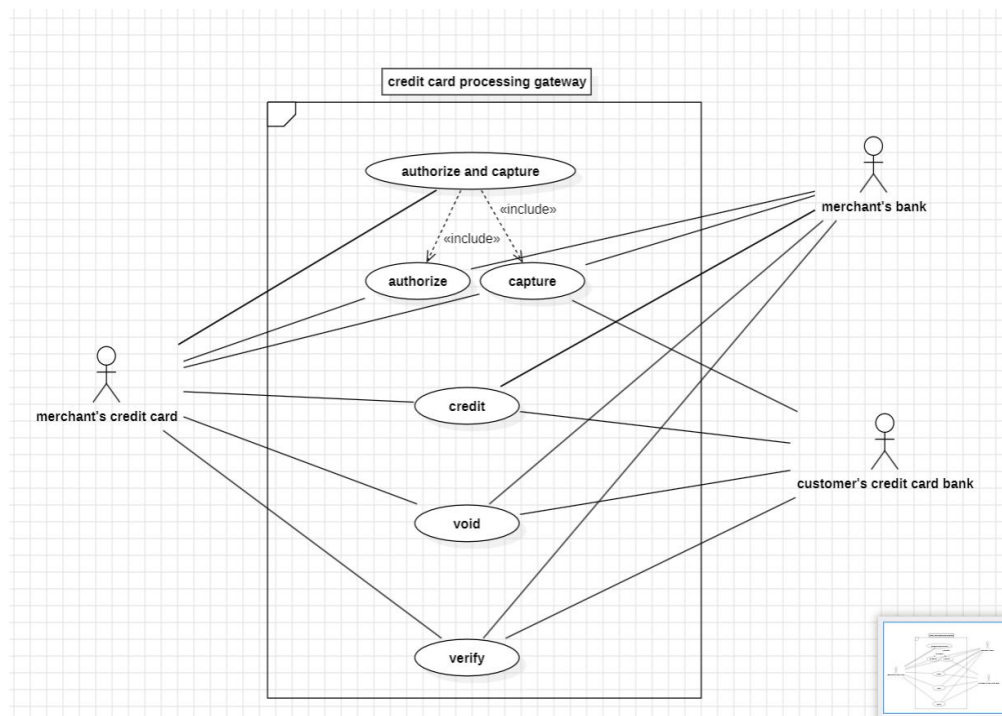 credit card processing gateway
authorize and capture
«include»
«include»
authorize
capture
merchant's bank
merchant's credit card
credit
customer's credit card bank
void
verify